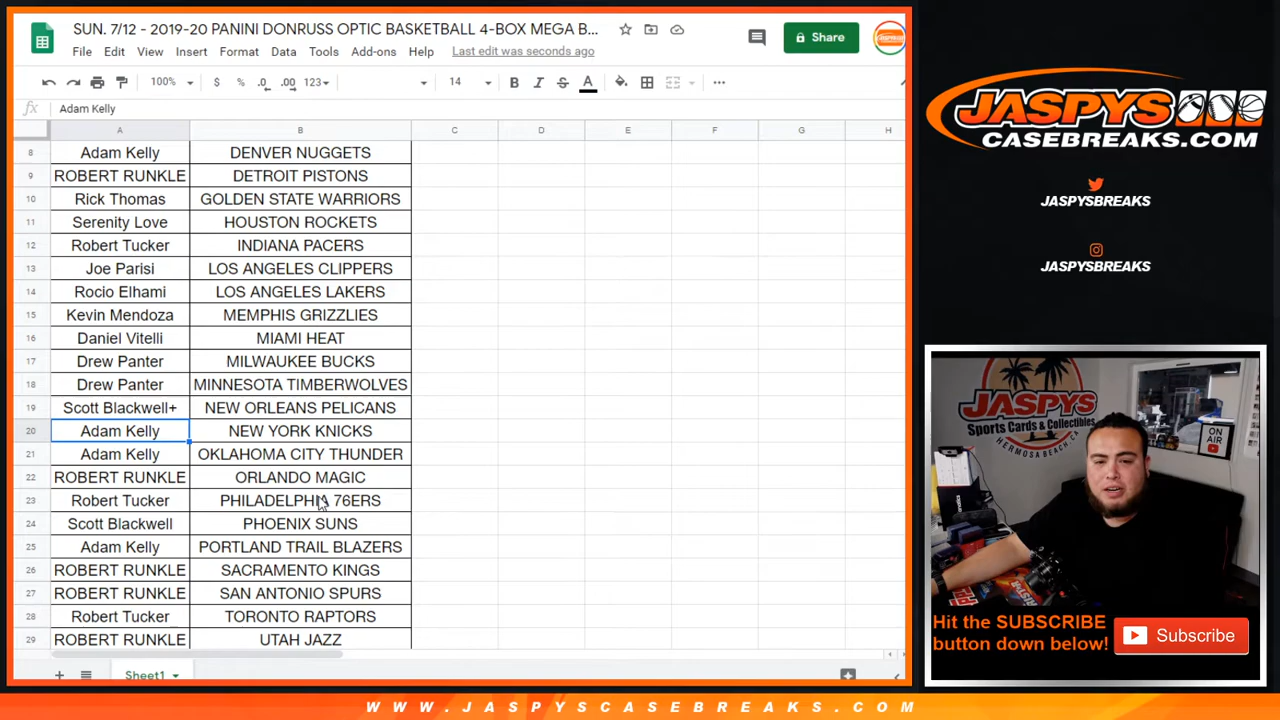 SUN. 7/12 - 2019-20 PANINI DONRUSS OPTIC BASKETBALL 4-BOX MEGA B...
Share
File Edit View Insert Format Data Tools Add-ons Help Last edit was seconds ago
100% $ % .0 .00 123 14 B I S A
fx Adam Kelly
A B C D E F G H
8 Adam Kelly DENVER NUGGETS
9 ROBERT RUNKLE DETROIT PISTONS
10 Rick Thomas GOLDEN STATE WARRIORS
11 Serenity Love HOUSTON ROCKETS
12 Robert Tucker INDIANA PACERS
13 Joe Parisi LOS ANGELES CLIPPERS
14 Rocio Elhami LOS ANGELES LAKERS
15 Kevin Mendoza MEMPHIS GRIZZLIES
16 Daniel Vitelli MIAMI HEAT
17 Drew Panter MILWAUKEE BUCKS
18 Drew Panter MINNESOTA TIMBERWOLVES
19 Scott Blackwell+ NEW ORLEANS PELICANS
20 Adam Kelly NEW YORK KNICKS
21 Adam Kelly OKLAHOMA CITY THUNDER
22 ROBERT RUNKLE ORLANDO MAGIC
23 Robert Tucker PHILADELPHIA 76ERS
24 Scott Blackwell PHOENIX SUNS
25 Adam Kelly PORTLAND TRAIL BLAZERS
26 ROBERT RUNKLE SACRAMENTO KINGS
27 ROBERT RUNKLE SAN ANTONIO SPURS
28 Robert Tucker TORONTO RAPTORS
29 ROBERT RUNKLE UTAH JAZZ
Sheet1
JASPYS
CASEBREAKS.COM
JASPYSBREAKS
JASPYSBREAKS
JASPYS
Sports Cards & Collectibles
HERMOSA BEACH, CA
ON AIR
Hit the SUBSCRIBE
button down below!
Subscribe
WWW.JASPYSCASEBREAKS.COM